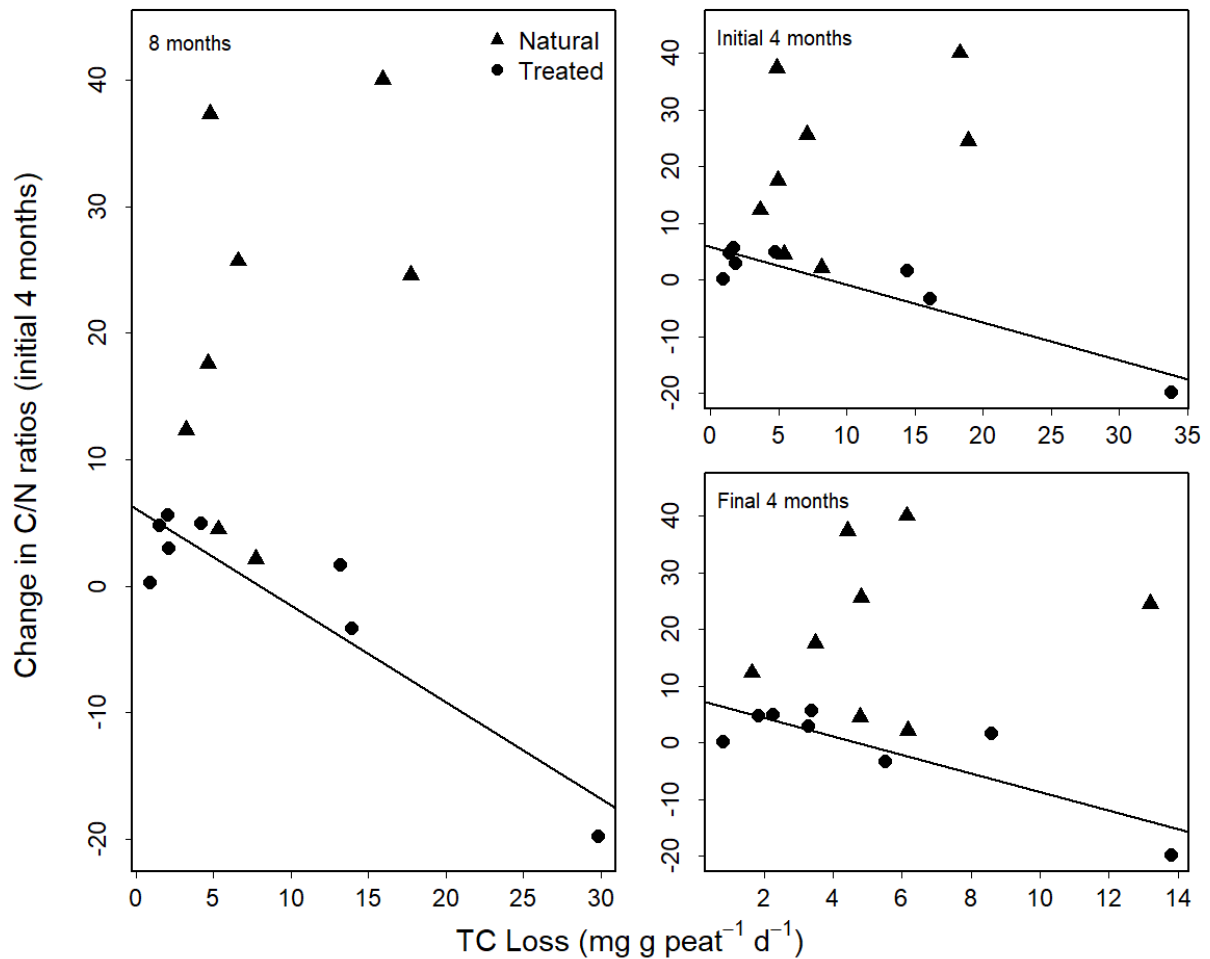 8 months
Natural
Treated
40
30
20
10
0
-10
-20
0 5 10 15 20 25 30
Initial 4 months
40
30
20
10
0
-10
-20
0 5 10 15 20 25 30 35
Final 4 months
40
30
20
10
0
-10
-20
2 4 6 8 10 12 14
Change in C/N ratios (initial 4 months)
TC Loss (mg g peat⁻¹ d⁻¹)